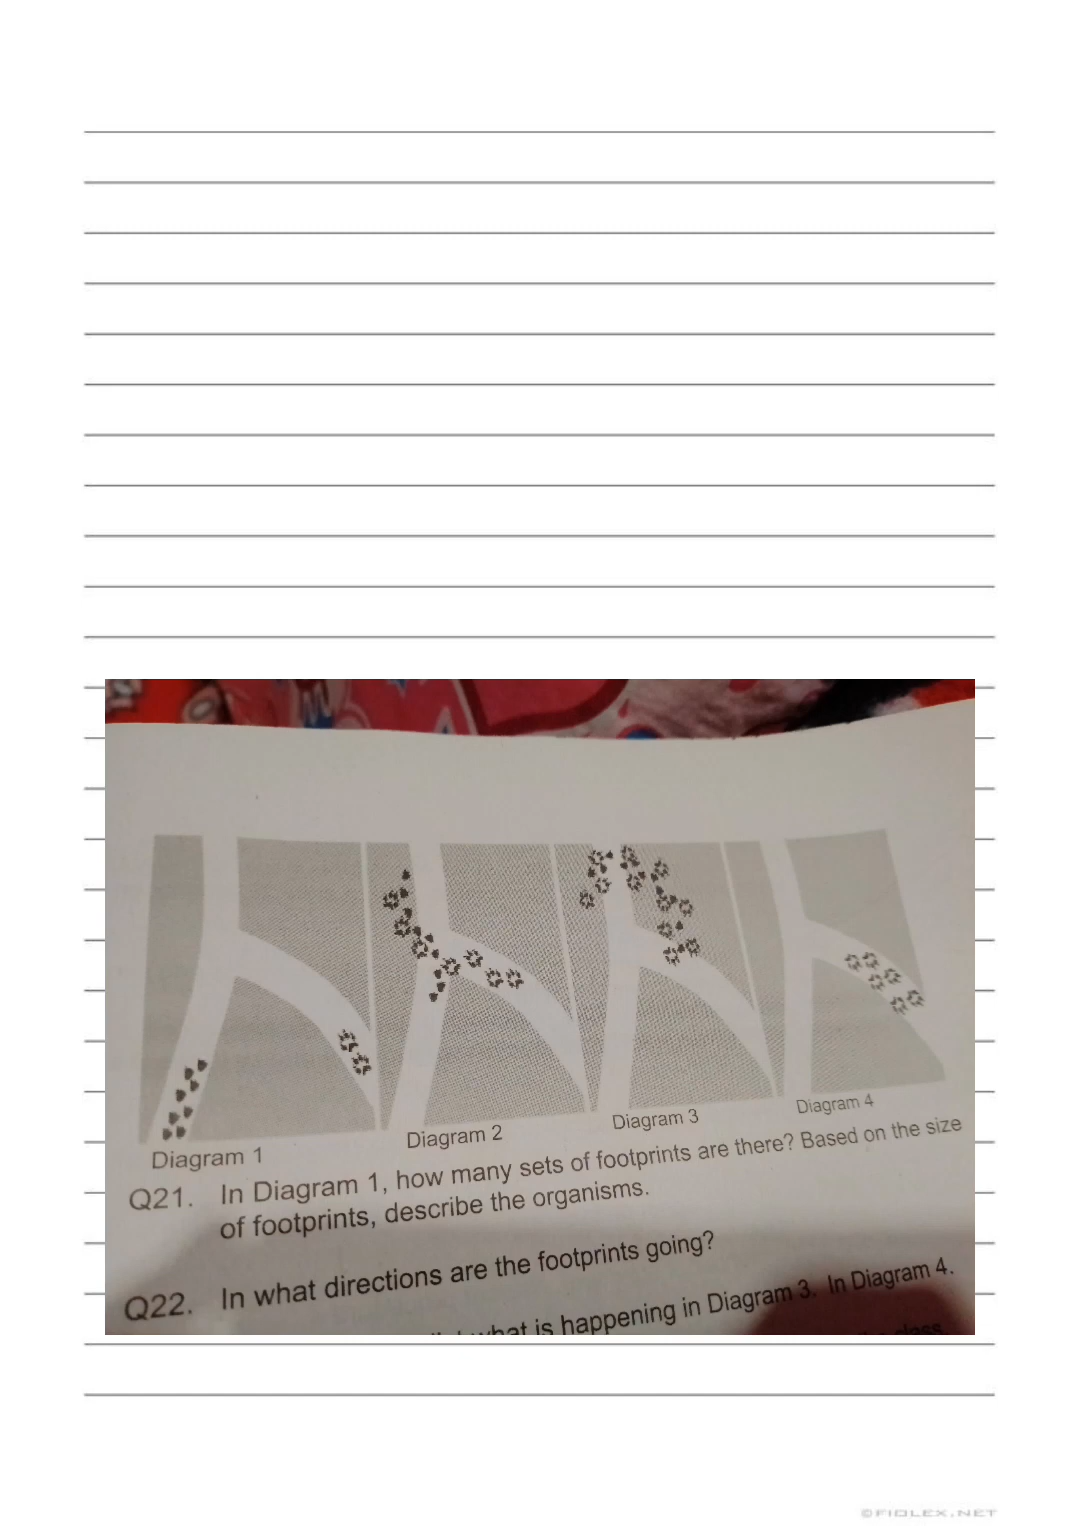 Diagram 1
Diagram 2
Diagram 3
Diagram 4
Q21. In Diagram 1, how many sets of footprints are there? Based on the size
of footprints, describe the organisms.
Q22. In what directions are the footprints going?
what is happening in Diagram 3. In Diagram 4.
class
©FIDLEX.NET